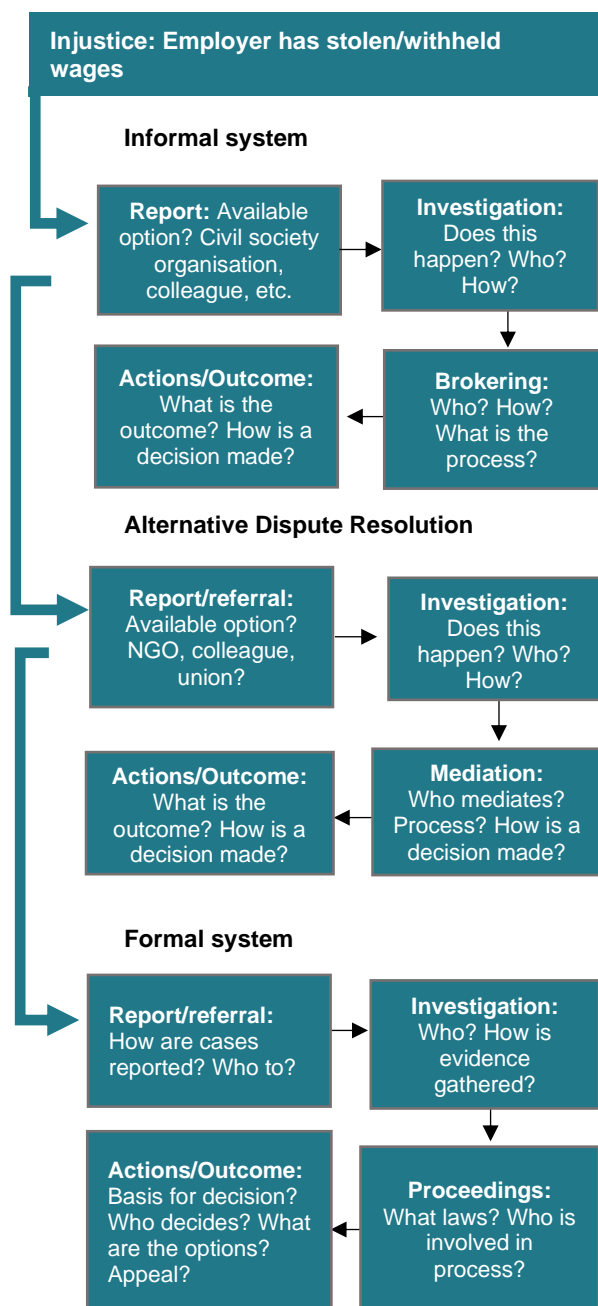 Injustice: Employer has stolen/withheld
wages
Informal system
Report: Available
option? Civil society
organisation,
colleague, etc.
Investigation:
Does this
happen? Who?
How?
Actions/Outcome:
What is the
outcome? How is a
decision made?
Brokering:
Who? How?
What is the
process?
Alternative Dispute Resolution
Report/referral:
Available option?
NGO, colleague,
union?
Investigation:
Does this
happen? Who?
How?
Actions/Outcome:
What is the
outcome? How is a
decision made?
Mediation:
Who mediates?
Process? How is a
decision made?
Formal system
Report/referral:
How are cases
reported? Who to?
Investigation:
Who? How is
evidence
gathered?
Actions/Outcome:
Basis for decision?
Who decides? What
are the options?
Appeal?
Proceedings:
What laws? Who is
involved in
process?